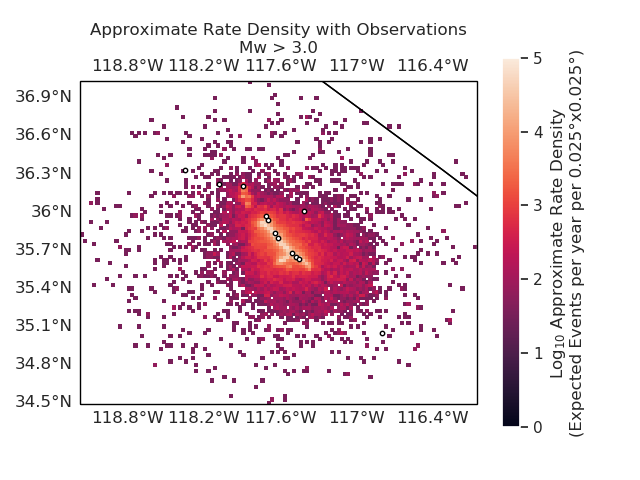 Approximate Rate Density with Observations
Mw > 3.0
118.8°W 118.2°W 117.6°W 117°W 116.4°W
36.9°N
36.6°N
36.3°N
36°N
35.7°N
35.4°N
35.1°N
34.8°N
34.5°N
118.8°W 118.2°W 117.6°W 117°W 116.4°W
5
4
3
2
1
0
Log₁₀ Approximate Rate Density
(Expected Events per year per 0.025°x0.025°)